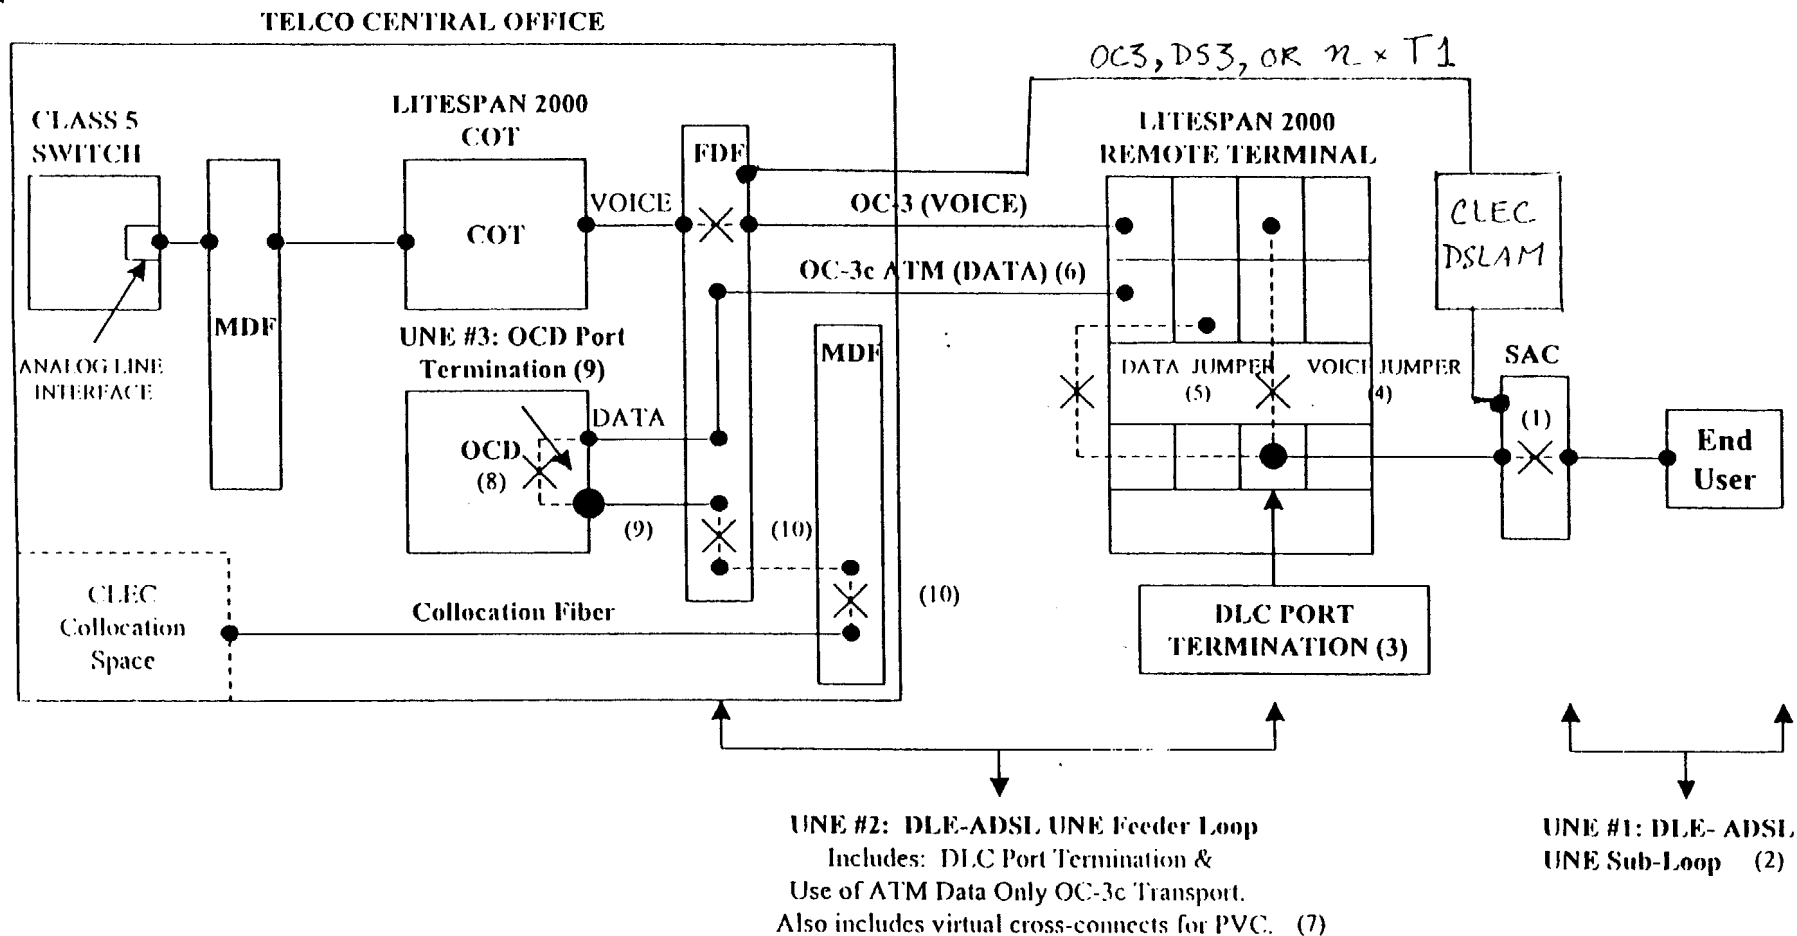 TELCO CENTRAL OFFICE
OC3, DS3, OR n x T1
CLASS 5
SWITCH
LITESPAN 2000
COT
FDF
LITESPAN 2000
REMOTE TERMINAL
VOICE
OC-3 (VOICE)
COT
CLEC
DSLAM
OC-3c ATM (DATA) (6)
MDF
UNE #3: OCD Port
Termination (9)
MDF
SAC
ANALOG LINE
INTERFACE
DATA JUMPER
(5)
VOICE JUMPER
(4)
DATA
(1)
OCD
(8)
End
User
(9)
(10)
CLEC
Collocation
Space
Collocation Fiber
(10)
DLC PORT
TERMINATION (3)
UNE #2: DLE-ADSL UNE Feeder Loop
Includes: DLC Port Termination &
Use of ATM Data Only OC-3c Transport.
Also includes virtual cross-connects for PVC. (7)
UNE #1: DLE- ADSL
UNE Sub-Loop (2)